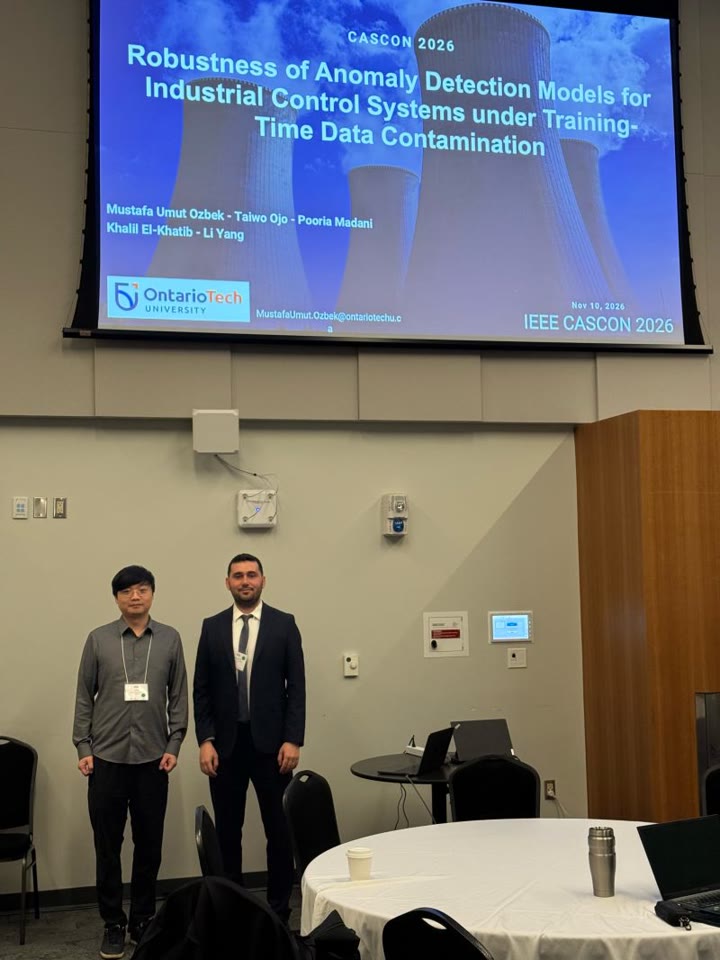 CASCON 2026
Robustness of Anomaly Detection Models for
Industrial Control Systems under Training-
Time Data Contamination
Mustafa Umut Ozbek - Taiwo Ojo - Pooria Madani
Khalil El-Khatib - Li Yang
OntarioTech
UNIVERSITY
MustafaUmut.Ozbek@ontariotechu.c
a
Nov 10, 2026
IEEE CASCON 2026